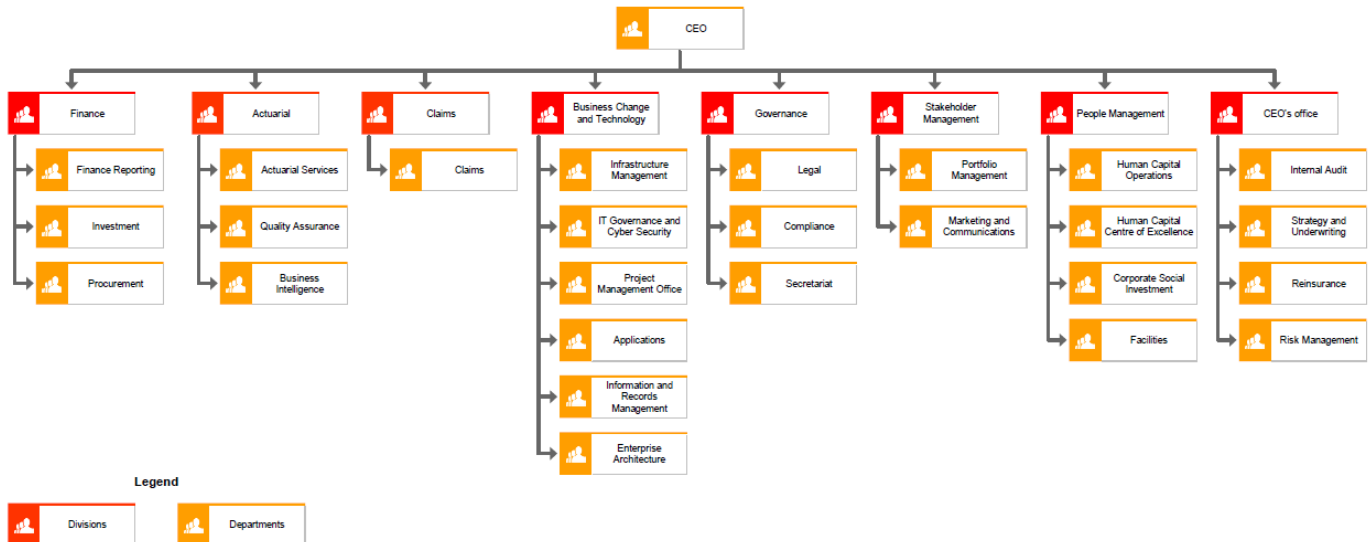 CEO
Finance
Actuarial
Claims
Business Change
and Technology
Governance
Stakeholder
Management
People Management
CEO's office
Finance Reporting
Investment
Procurement
Actuarial Services
Quality Assurance
Business
Intelligence
Claims
Infrastructure
Management
IT Governance and
Cyber Security
Project
Management Office
Applications
Information and
Records
Management
Enterprise
Architecture
Legal
Compliance
Secretariat
Portfolio
Management
Marketing and
Communications
Human Capital
Operations
Human Capital
Centre of Excellence
Corporate Social
Investment
Facilities
Internal Audit
Strategy and
Underwriting
Reinsurance
Risk Management
Legend
Divisions
Departments